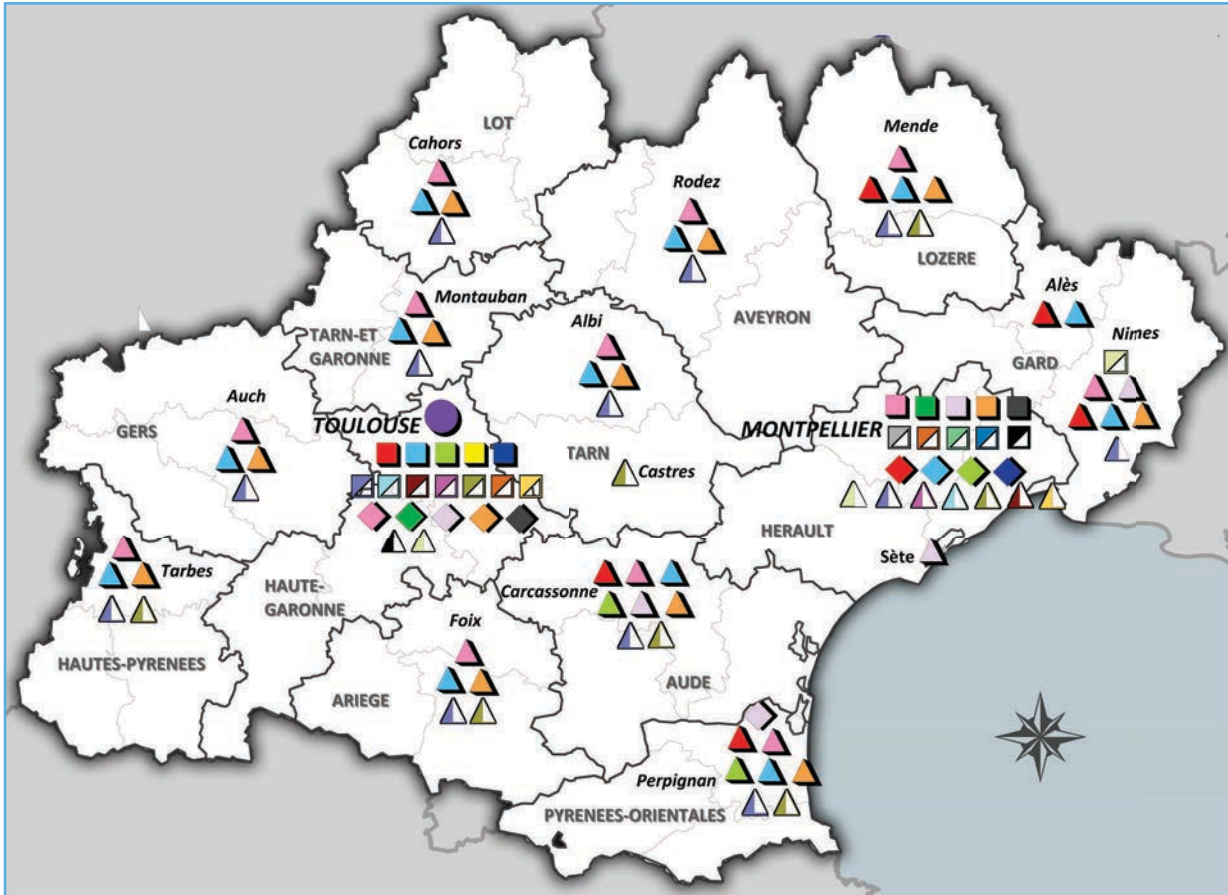 LOT
Cahors
Mende
Rodez
LOZERE
Alès
Montauban
Nimes
TARN-ET
GARONNE
Albi
AVEYRON
GARD
Auch
TOULOUSE
MONTPELLIER
GERS
TARN
Castres
HERAULT
Sète
Tarbes
HAUTE-
GARONNE
Carcassonne
Foix
HAUTES-PYRENEES
ARIEGE
AUDE
Perpignan
PYRENEES-ORIENTALES